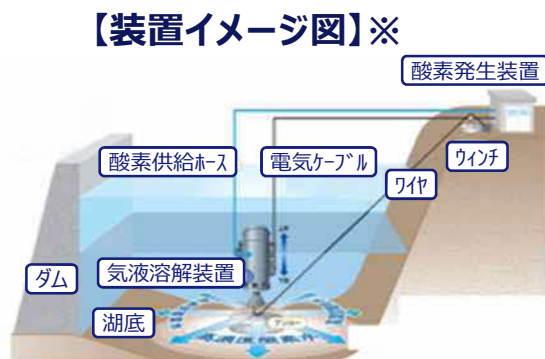 【装置イメージ図】※
酸素発生装置
酸素供給ホース
電気ケーブル
ウィンチ
ワイヤ
気液溶解装置
ダム
湖底